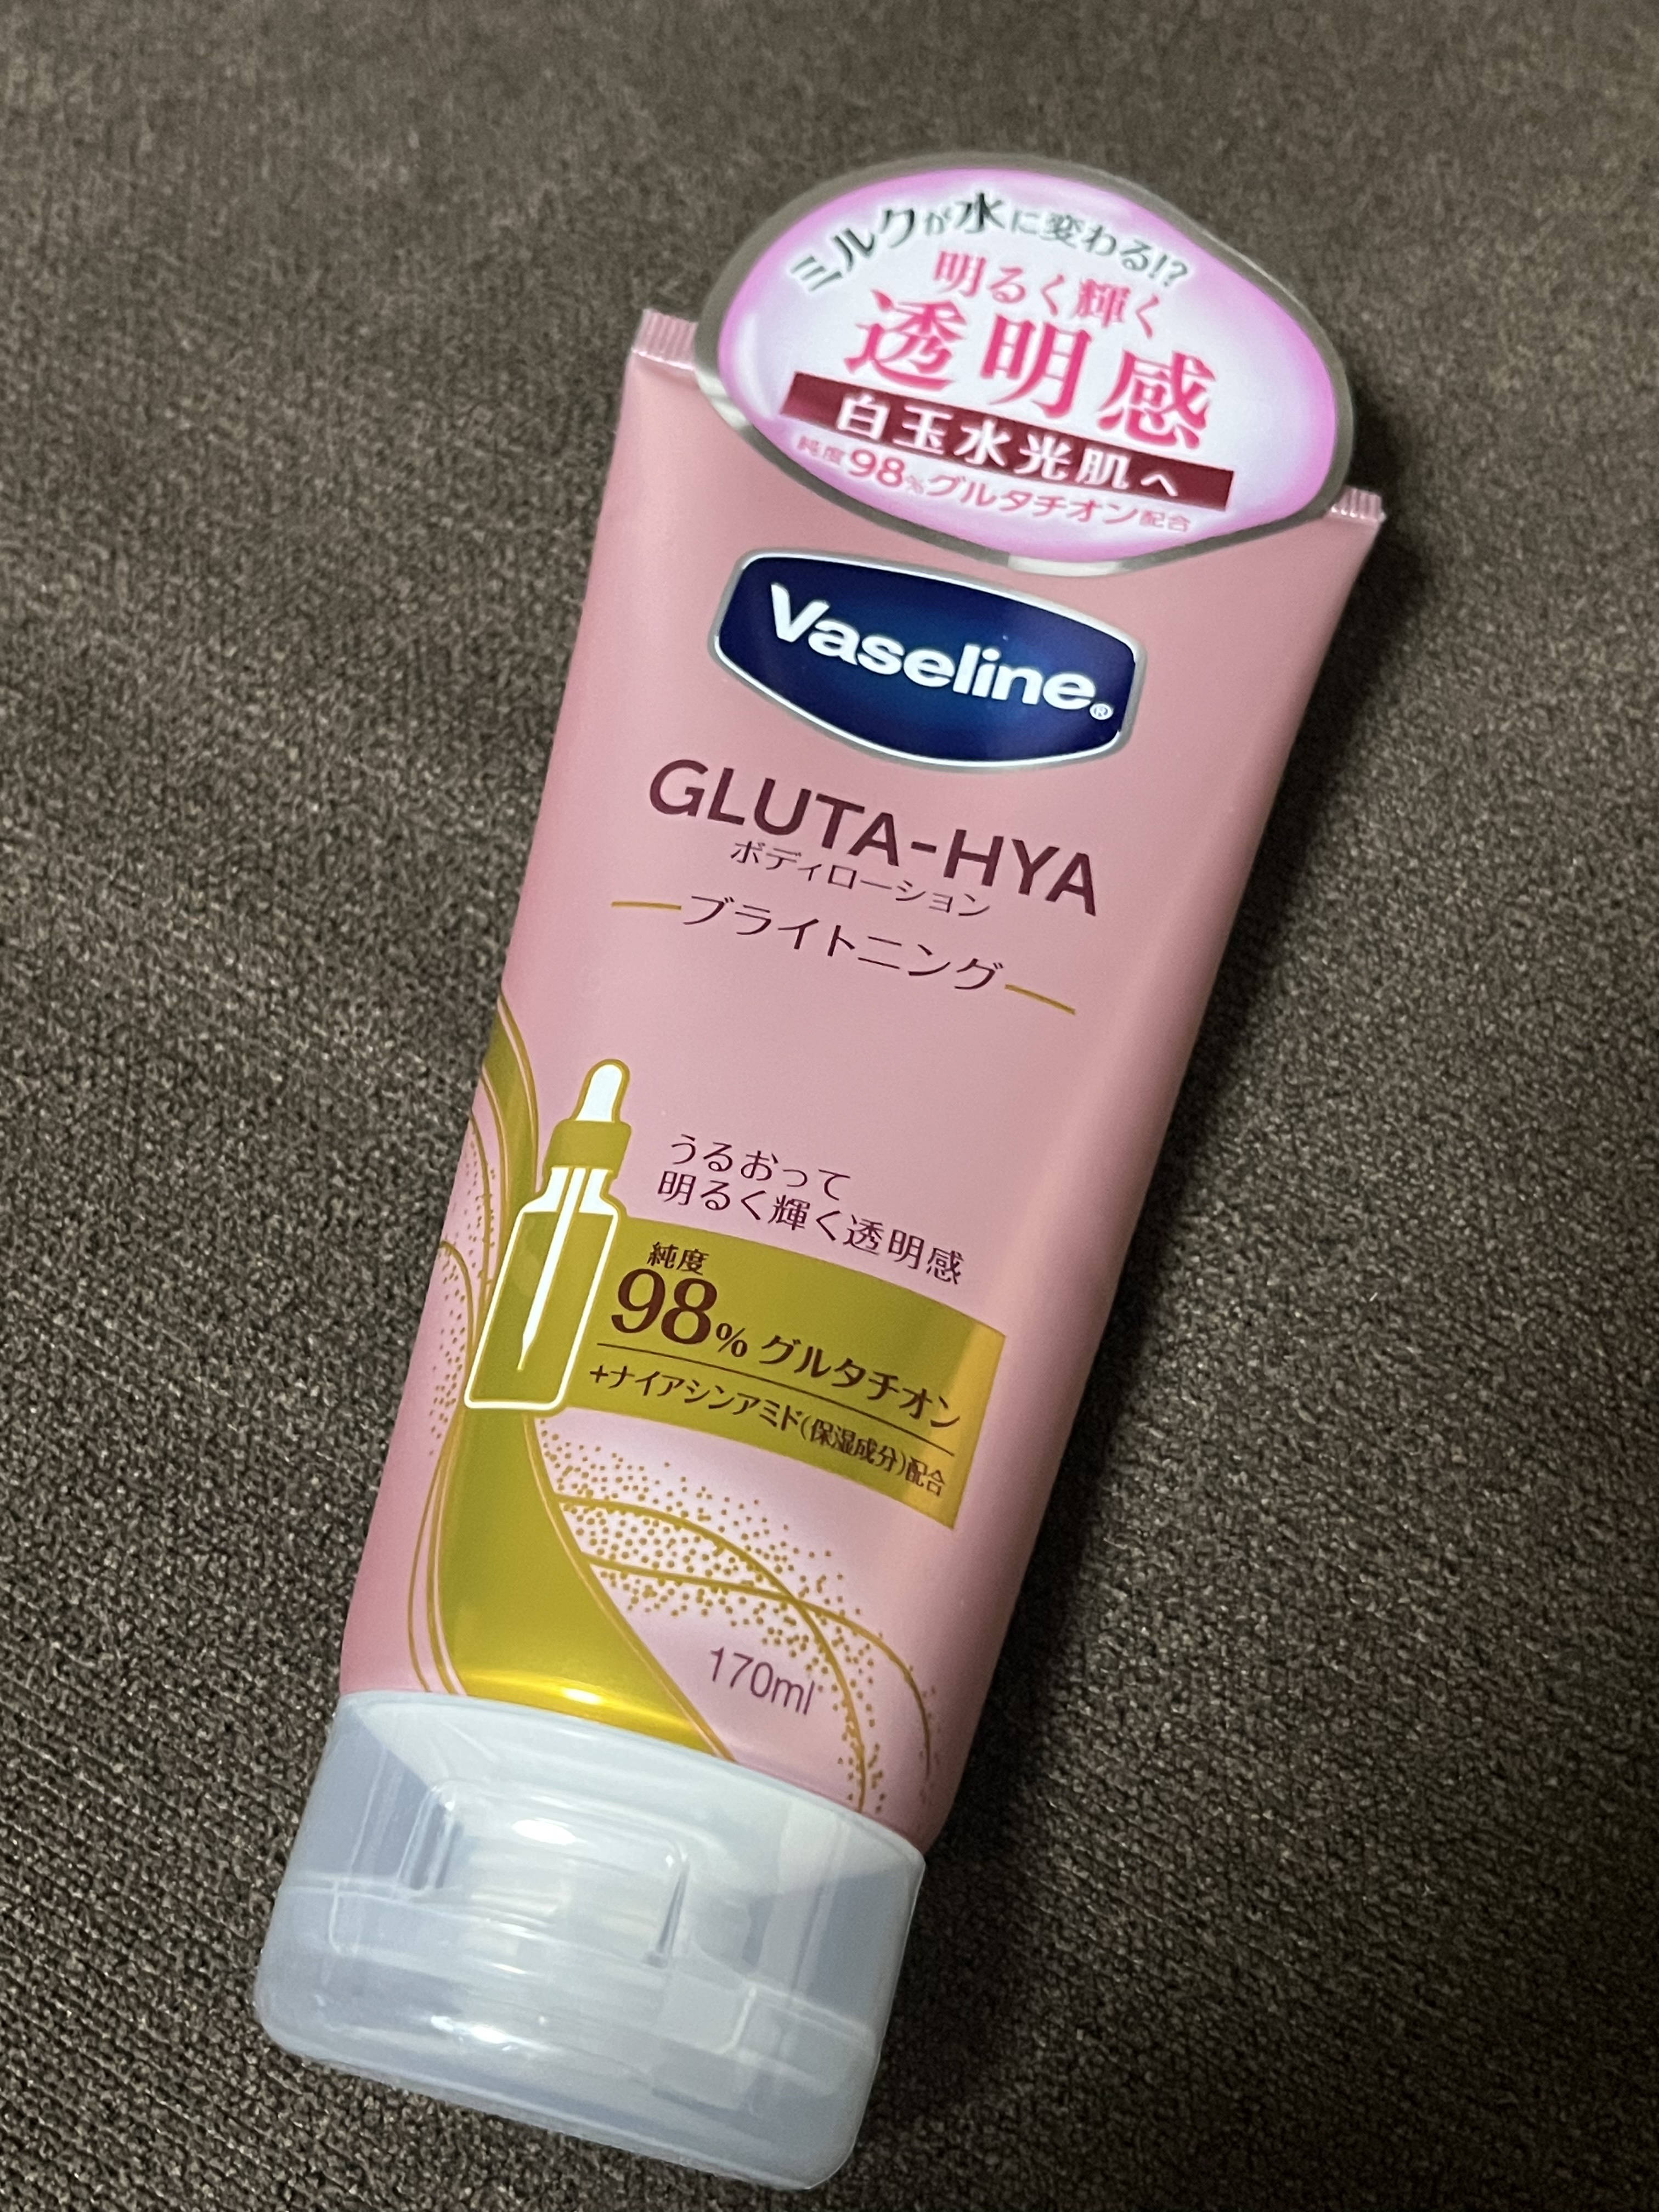 ミルクが水に変わる!?
明るく輝く
透明感
白玉水光肌へ
純度98%グルタチオン配合
Vaseline®
GLUTA-HYA
ボディローション
ブライトニング
うるおって
明るく輝く透明感
純度
98% グルタチオン
+ナイアシンアミド(保湿成分)配合
170ml